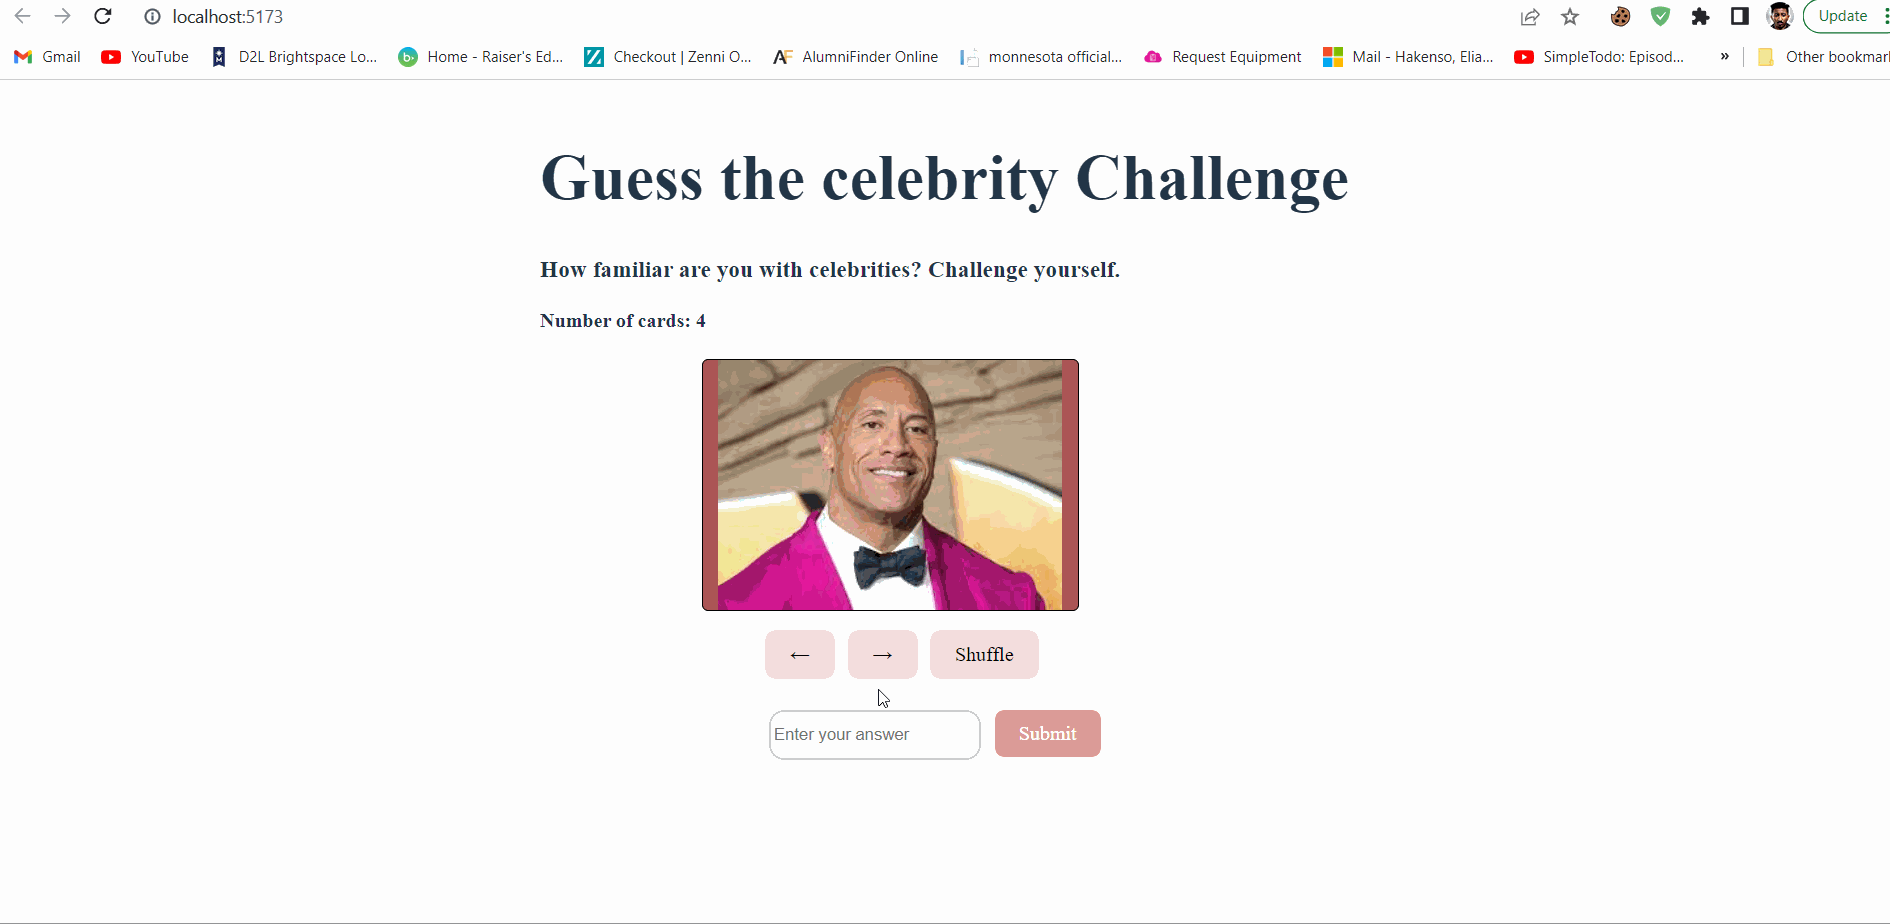 localhost:5173
Update
Gmail YouTube D2L Brightspace Lo... Home - Raiser's Ed... Checkout | Zenni O... AlumniFinder Online monnesota official... Request Equipment Mail - Hakenso, Elia... SimpleTodo: Episod... » Other bookmar
Guess the celebrity Challenge
How familiar are you with celebrities? Challenge yourself.
Number of cards: 4
← → Shuffle
Enter your answer Submit